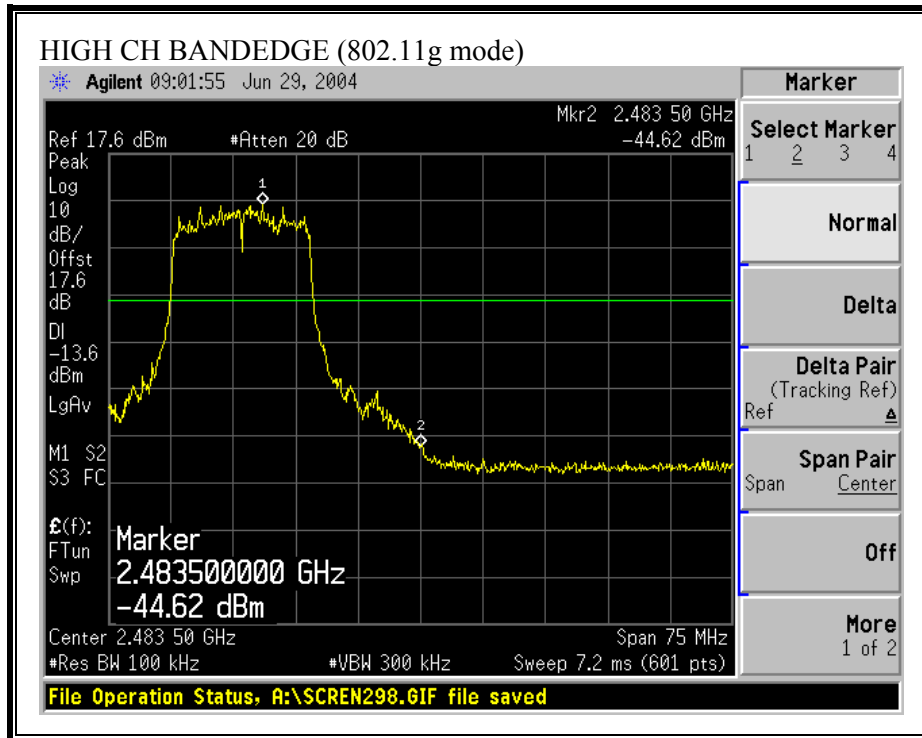 HIGH CH BANDEDGE (802.11g mode)
Agilent 09:01:55 Jun 29, 2004
Mkr2 2.483 50 GHz
Ref 17.6 dBm #Atten 20 dB -44.62 dBm
Peak
Log
10
dB/
Offst
17.6
dB
DI
-13.6
dBm
LgAv
M1 S2
S3 FC
£(f):
FTun
Swp
1
2
Marker
2.483500000 GHz
-44.62 dBm
Center 2.483 50 GHz Span 75 MHz
#Res BW 100 kHz #VBW 300 kHz Sweep 7.2 ms (601 pts)
File Operation Status, A:\SCREN298.GIF file saved
Marker
Select Marker
1 2 3 4
Normal
Delta
Delta Pair
(Tracking Ref)
Ref Δ
Span Pair
Span Center
Off
More
1 of 2